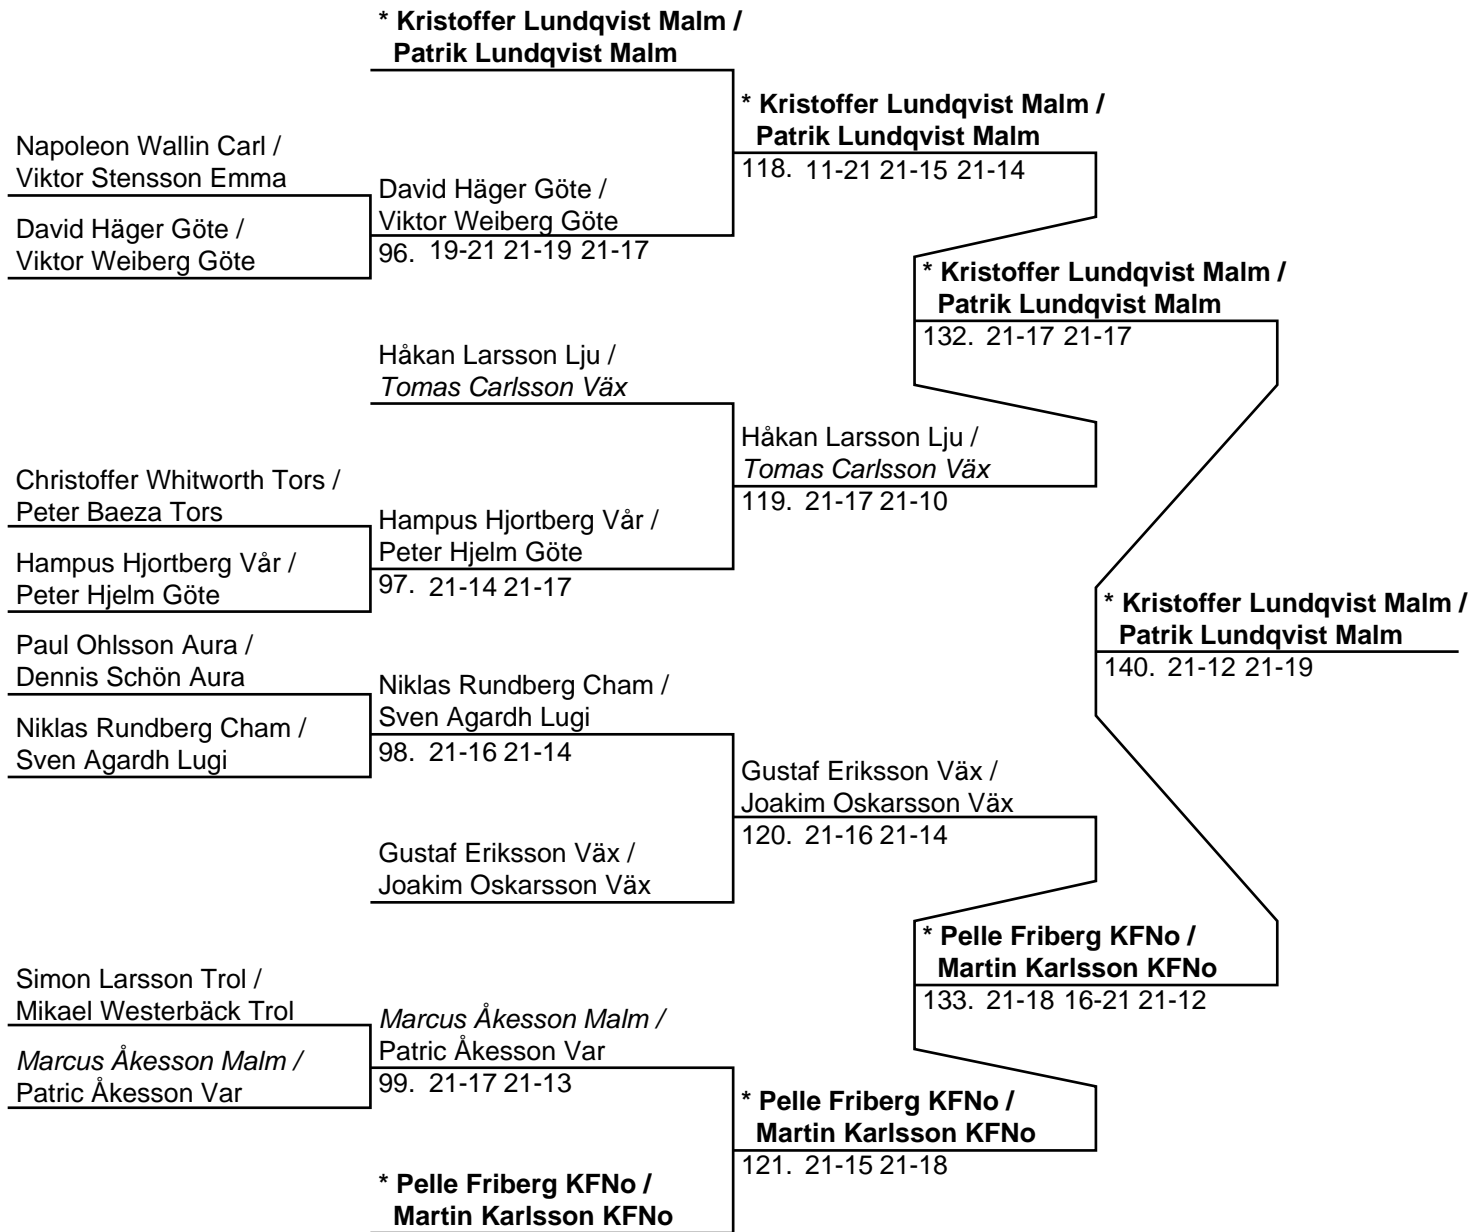 * Kristoffer Lundqvist Malm /
Patrik Lundqvist Malm
* Kristoffer Lundqvist Malm /
Patrik Lundqvist Malm
118. 11-21 21-15 21-14
Napoleon Wallin Carl /
Viktor Stensson Emma
David Häger Göte /
Viktor Weiberg Göte
David Häger Göte /
Viktor Weiberg Göte
96. 19-21 21-19 21-17
* Kristoffer Lundqvist Malm /
Patrik Lundqvist Malm
132. 21-17 21-17
Håkan Larsson Lju /
Tomas Carlsson Väx
Håkan Larsson Lju /
Tomas Carlsson Väx
119. 21-17 21-10
Christoffer Whitworth Tors /
Peter Baeza Tors
Hampus Hjortberg Vår /
Peter Hjelm Göte
Hampus Hjortberg Vår /
Peter Hjelm Göte
97. 21-14 21-17
* Kristoffer Lundqvist Malm /
Patrik Lundqvist Malm
140. 21-12 21-19
Paul Ohlsson Aura /
Dennis Schön Aura
Niklas Rundberg Cham /
Sven Agardh Lugi
Niklas Rundberg Cham /
Sven Agardh Lugi
98. 21-16 21-14
Gustaf Eriksson Väx /
Joakim Oskarsson Väx
120. 21-16 21-14
Gustaf Eriksson Väx /
Joakim Oskarsson Väx
* Pelle Friberg KFNo /
Martin Karlsson KFNo
133. 21-18 16-21 21-12
Simon Larsson Trol /
Mikael Westerbäck Trol
Marcus Åkesson Malm /
Patric Åkesson Var
Marcus Åkesson Malm /
Patric Åkesson Var
99. 21-17 21-13
* Pelle Friberg KFNo /
Martin Karlsson KFNo
121. 21-15 21-18
* Pelle Friberg KFNo /
Martin Karlsson KFNo